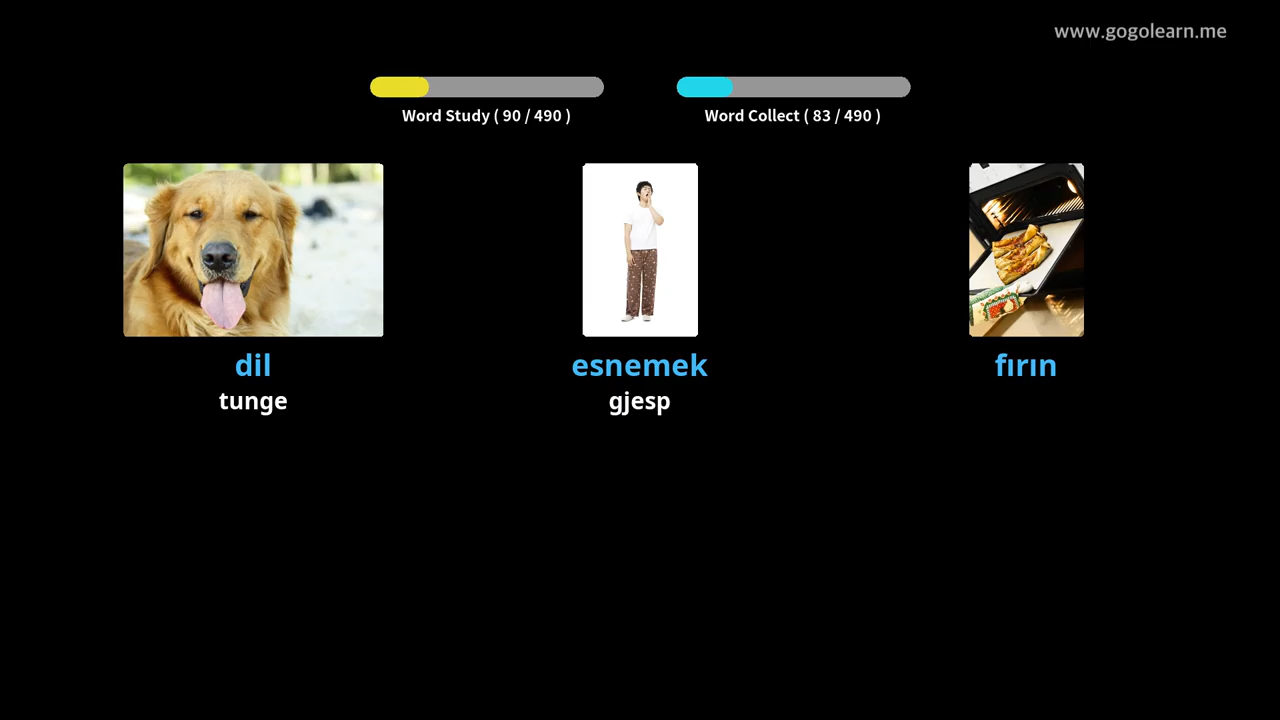 www.gogolearn.me
Word Study ( 90 / 490 )
Word Collect ( 83 / 490 )
dil
tunge
esnemek
gjesp
fırın